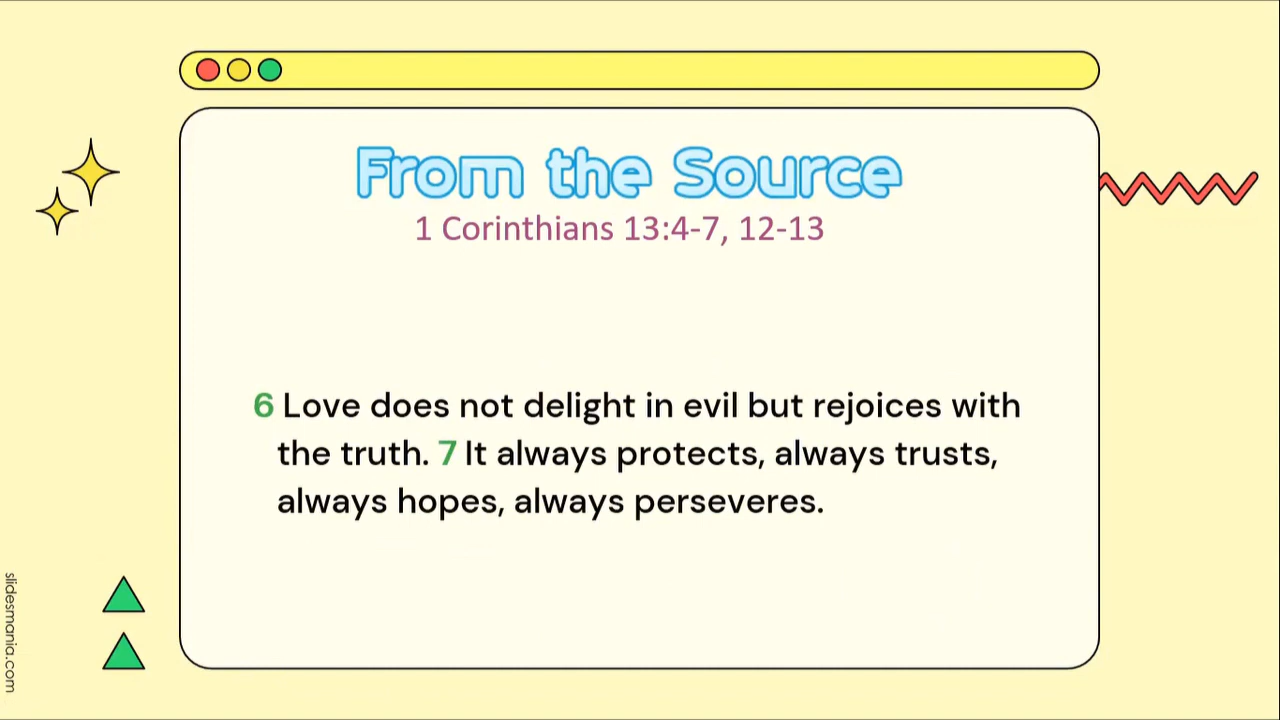 From the Source
1 Corinthians 13:4-7, 12-13
6 Love does not delight in evil but rejoices with
the truth. 7 It always protects, always trusts,
always hopes, always perseveres.
slidesmania.com